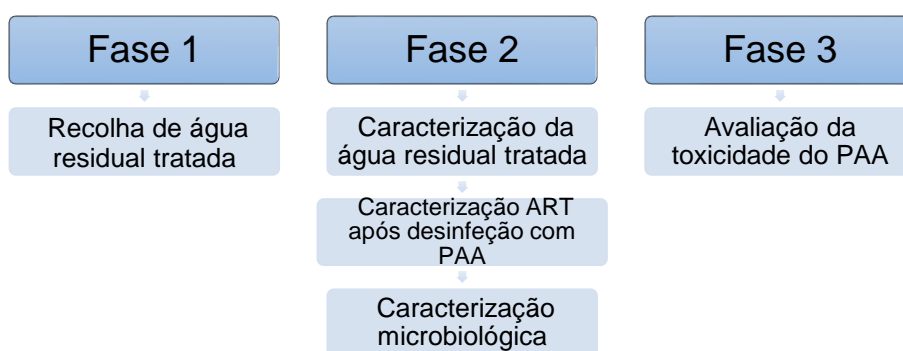 Fase 1
Recolha de água
residual tratada
Fase 2
Caracterização da
água residual tratada
Caracterização ART
após desinfeção com
PAA
Caracterização
microbiológica
Fase 3
Avaliação da
toxicidade do PAA